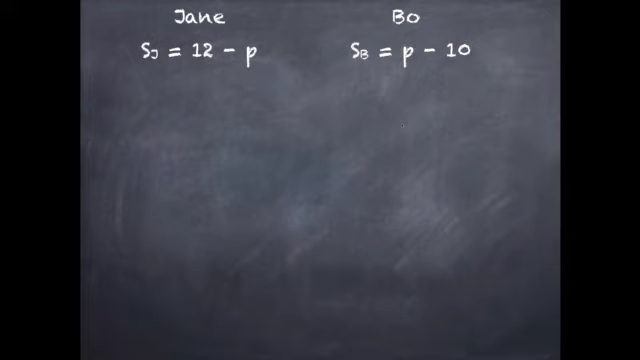 Jane Bo
SJ = 12 - p SB = p - 10